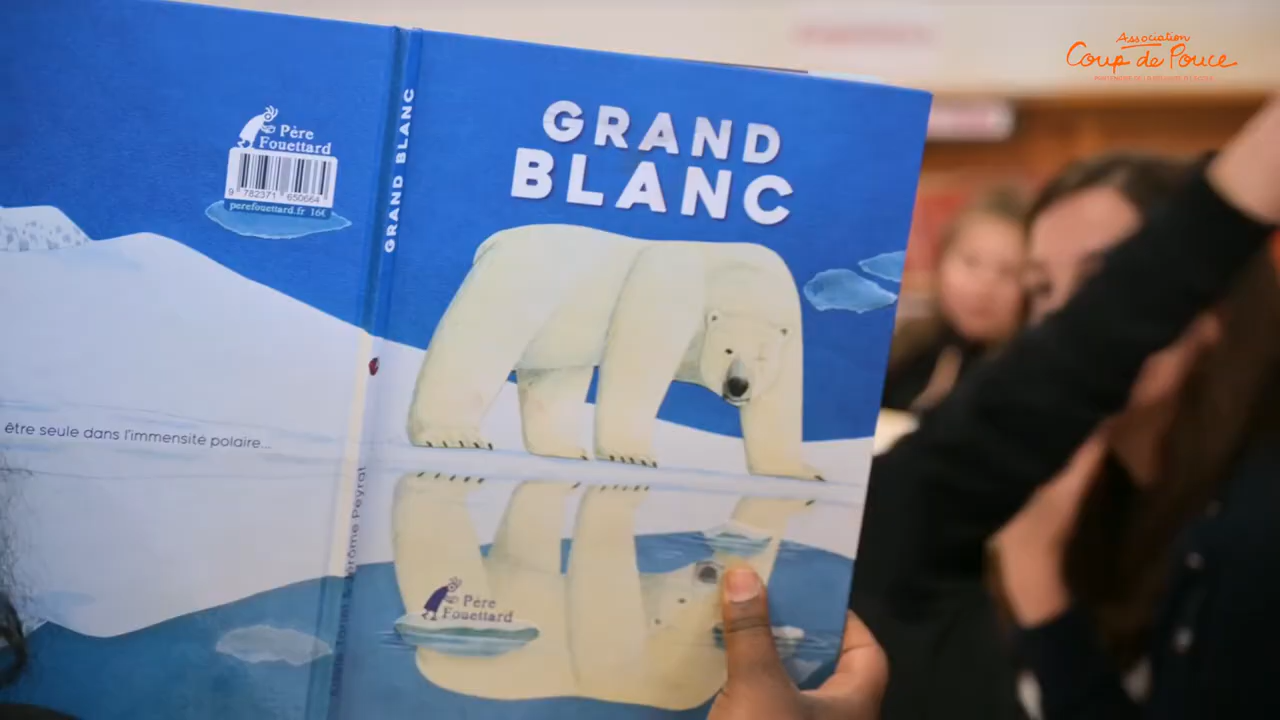 Association
Coup de Pouce
GRAND
BLANC
Père
Fouettard
9 782371 650664
perefouettard.fr 16€
GRAND BLANC
être seule dans l'immensité polaire...
Jérôme Peyrat
Père
Fouettard